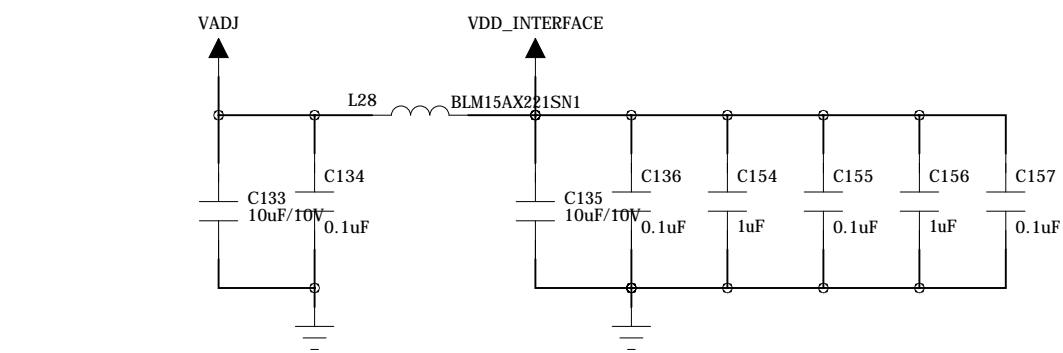 VADJ
VDD_INTERFACE
L28
BLM15AX221SN1
C133
10uF/10V
C134
0.1uF
C135
10uF/10V
C136
0.1uF
C154
1uF
C155
0.1uF
C156
1uF
C157
0.1uF